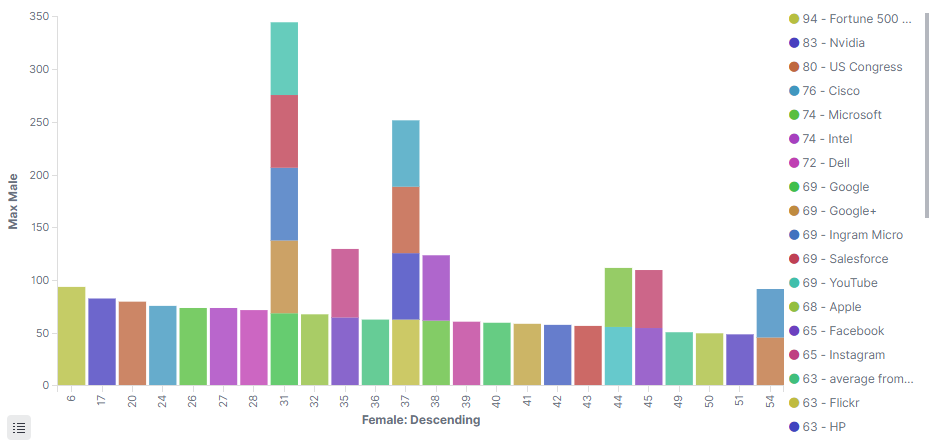 350
300
250
200
150
100
50
0
Max Male
6 17 20 24 26 27 28 31 32 35 36 37 38 39 40 41 42 43 44 45 49 50 51 54
Female: Descending
94 - Fortune 500 ...
83 - Nvidia
80 - US Congress
76 - Cisco
74 - Microsoft
74 - Intel
72 - Dell
69 - Google
69 - Google+
69 - Ingram Micro
69 - Salesforce
69 - YouTube
68 - Apple
65 - Facebook
65 - Instagram
63 - average from...
63 - Flickr
63 - HP